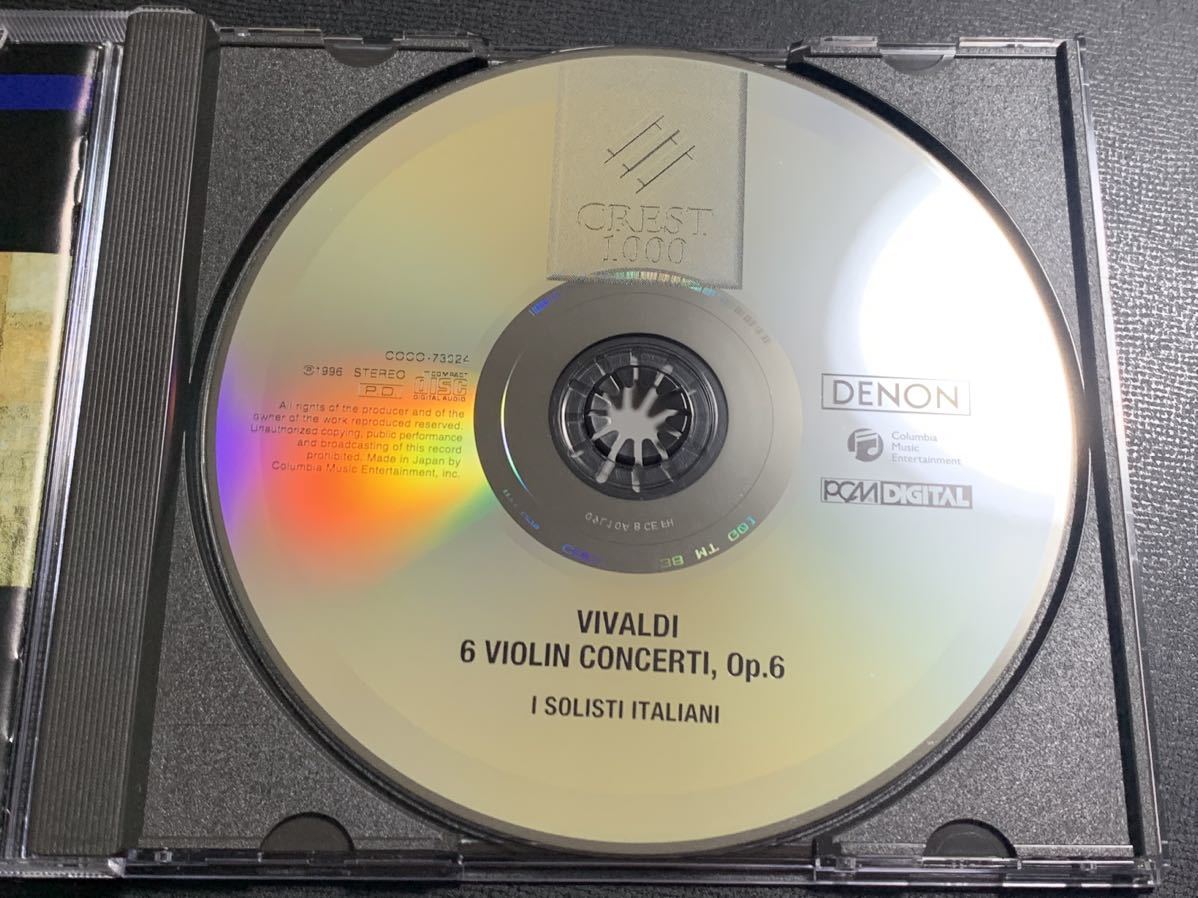 CREST
1000
COCO-73024
℗1996 STEREO
P.D.
COMPACT
disc
DIGITAL AUDIO
All rights of the producer and of the
owner of the work reproduced reserved.
Unauthorized copying, public performance
and broadcasting of this record
prohibited. Made in Japan by
Columbia Music Entertainment, inc.
DENON
Columbia
Music
Entertainment
PCM DIGITAL
VIVALDI
6 VIOLIN CONCERTI, Op.6
I SOLISTI ITALIANI